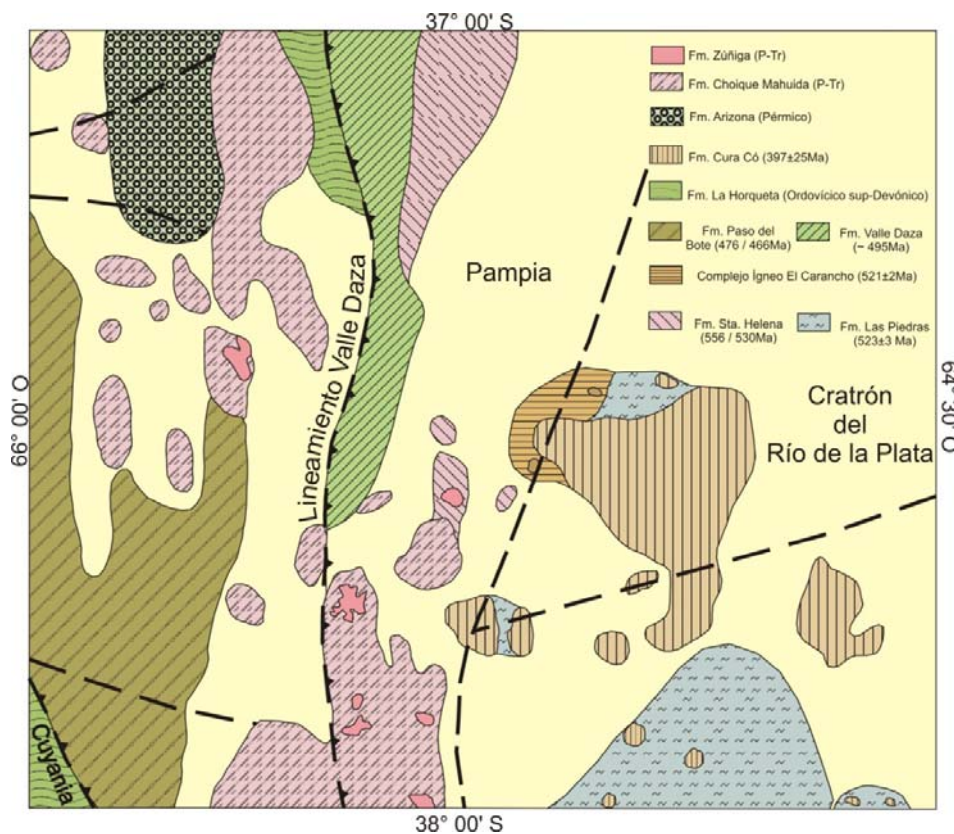 37° 00' S
Fm. Zúñiga (P-Tr)
Fm. Choique Mahuida (P-Tr)
Fm. Arizona (Pérmico)
Fm. Cura Có (397±25Ma)
Fm. La Horqueta (Ordovícico sup-Devónico)
Fm. Paso del
Bote (476 / 466Ma)
Fm. Valle Daza
(~ 495Ma)
Complejo Ígneo El Carancho (521±2Ma)
Fm. Sta. Helena
(556 / 530Ma)
Fm. Las Piedras
(523±3 Ma)
Pampia
Lineamiento Valle Daza
66° 00' O
64° 30' O
Cratrón
del
Río de la Plata
Cuyania
38° 00' S